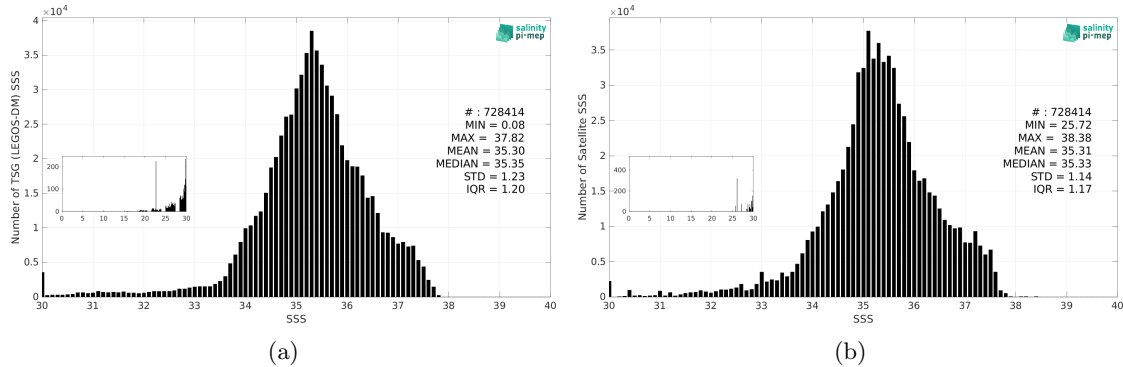 ×10⁴
salinity
pi-mep
4
3.5
3
2.5
2
1.5
1
0.5
0
Number of TSG (LEGOS-DM) SSS
# : 728414
MIN = 0.08
MAX = 37.82
MEAN = 35.30
MEDIAN = 35.35
STD = 1.23
IQR = 1.20
200
100
0
0 5 10 15 20 25 30
30 31 32 33 34 35 36 37 38 39 40
SSS
(a)
×10⁴
salinity
pi-mep
3.5
3
2.5
2
1.5
1
0.5
0
Number of Satellite SSS
# : 728414
MIN = 25.72
MAX = 38.38
MEAN = 35.31
MEDIAN = 35.33
STD = 1.14
IQR = 1.17
400
200
0
0 5 10 15 20 25 30
30 31 32 33 34 35 36 37 38 39 40
SSS
(b)